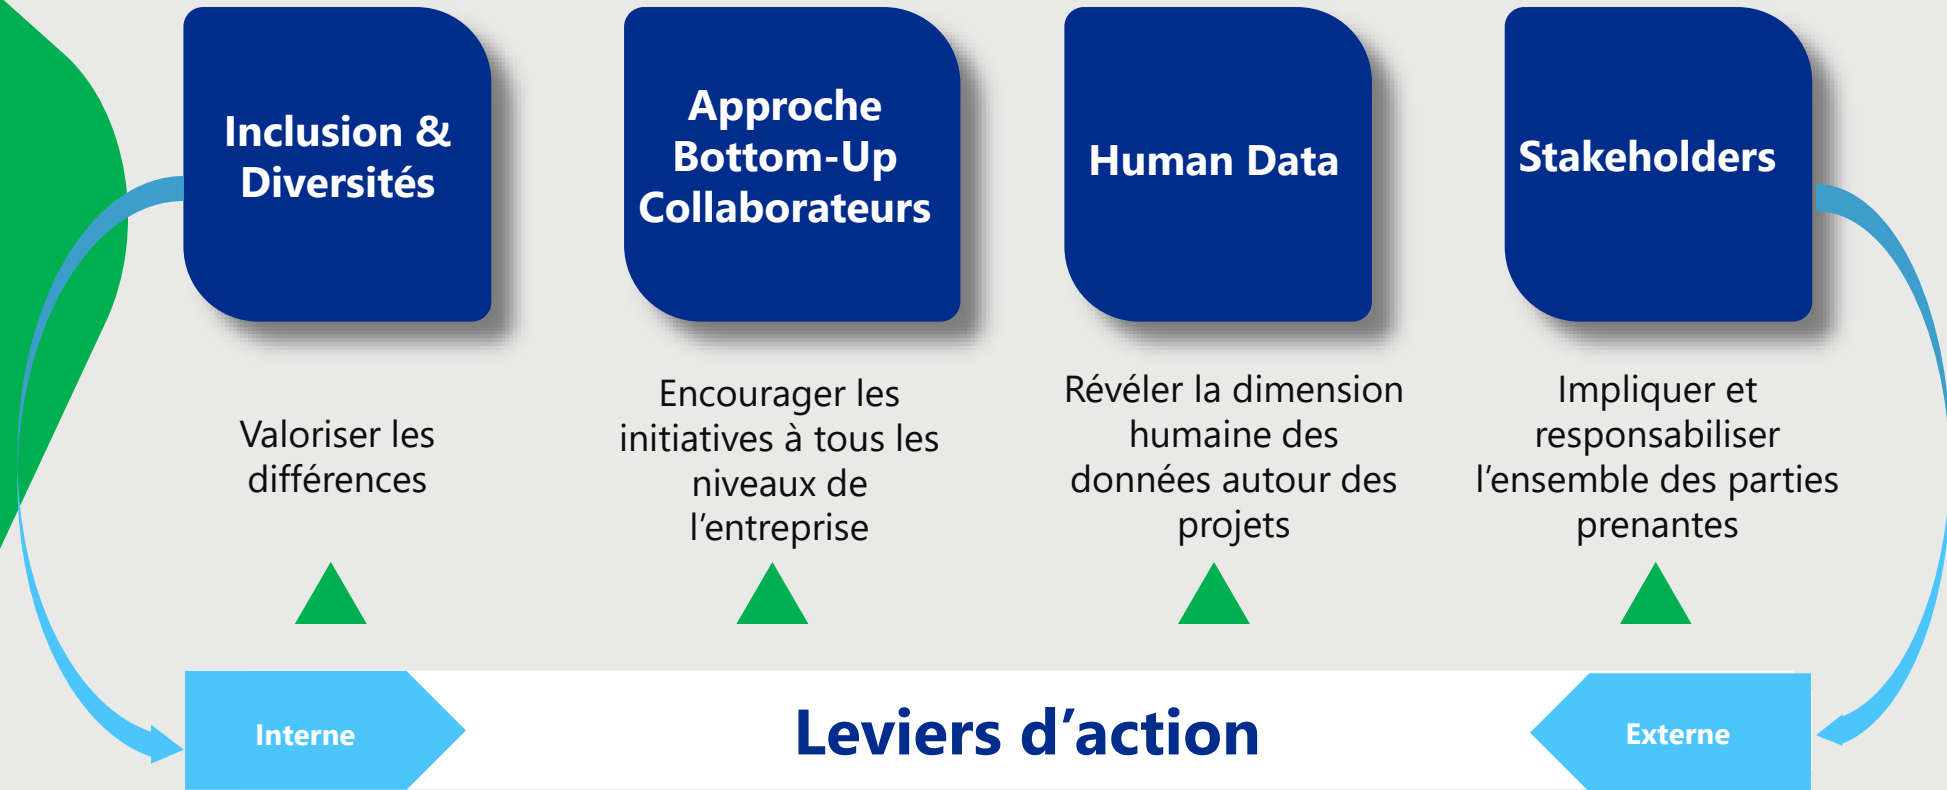 Inclusion &
Diversités
Approche
Bottom-Up
Collaborateurs
Human Data
Stakeholders
Valoriser les
différences
Encourager les
initiatives à tous les
niveaux de
l’entreprise
Révéler la dimension
humaine des
données autour des
projets
Impliquer et
responsabiliser
l’ensemble des parties
prenantes
Interne
Leviers d’action
Externe